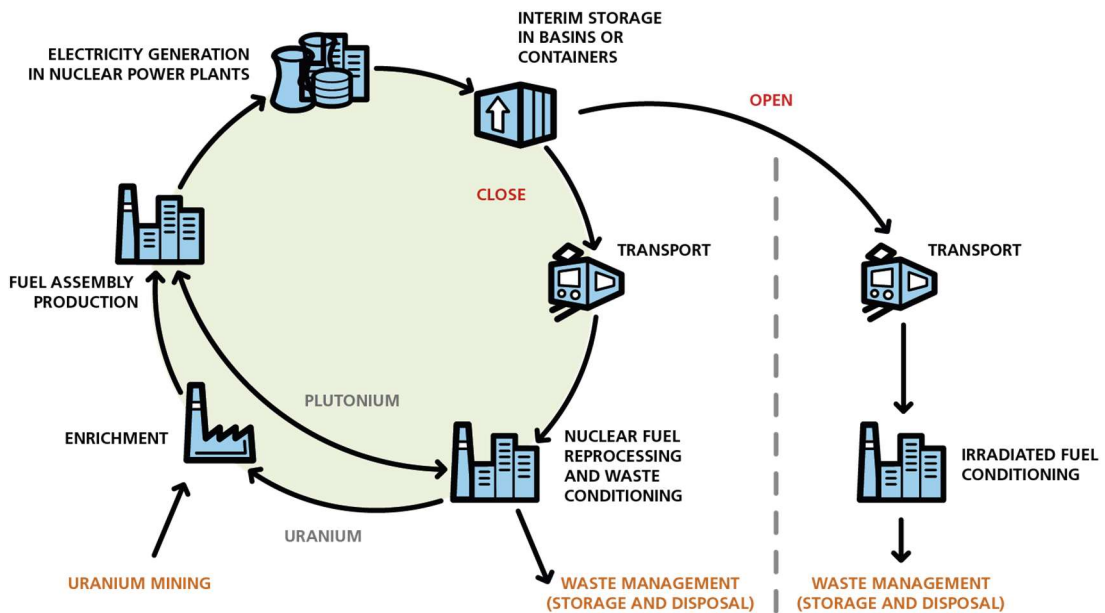 INTERIM STORAGE
IN BASINS OR
CONTAINERS
ELECTRICITY GENERATION
IN NUCLEAR POWER PLANTS
OPEN
CLOSE
TRANSPORT
TRANSPORT
FUEL ASSEMBLY
PRODUCTION
PLUTONIUM
ENRICHMENT
NUCLEAR FUEL
REPROCESSING
AND WASTE
CONDITIONING
IRRADIATED FUEL
CONDITIONING
URANIUM
URANIUM MINING
WASTE MANAGEMENT
(STORAGE AND DISPOSAL)
WASTE MANAGEMENT
(STORAGE AND DISPOSAL)